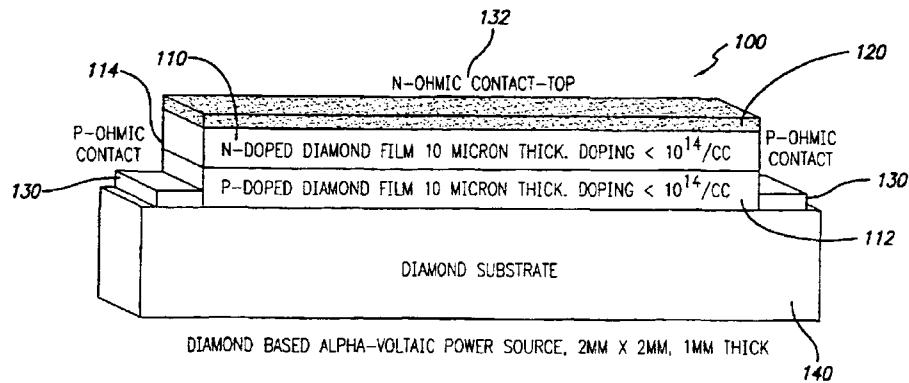 132
100
110
120
114
N-OHMIC CONTACT-TOP
P-OHMIC
CONTACT
N-DOPED DIAMOND FILM 10 MICRON THICK. DOPING < 10^14/CC
P-OHMIC
CONTACT
130
P-DOPED DIAMOND FILM 10 MICRON THICK. DOPING < 10^14/CC
130
112
DIAMOND SUBSTRATE
DIAMOND BASED ALPHA-VOLTAIC POWER SOURCE, 2MM X 2MM, 1MM THICK
140